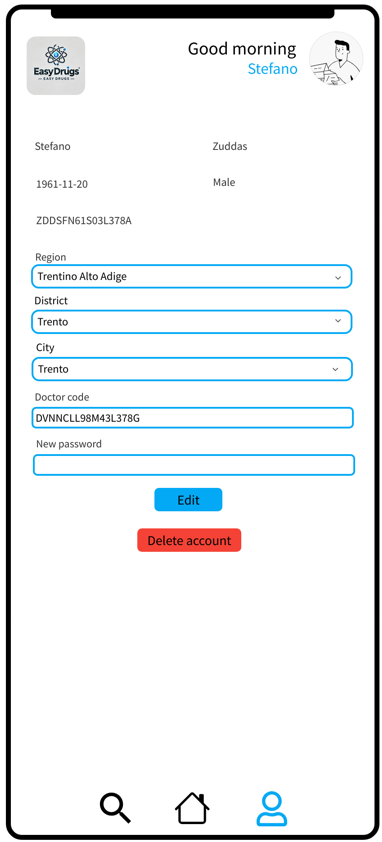 Good morning
Stefano
EasyDrugs
— EASY DRUGS —
Stefano
Zuddas
1961-11-20
Male
ZDDSFN61S03L378A
Region
Trentino Alto Adige
District
Trento
City
Trento
Doctor code
DVNNCLL98M43L378G
New password
Edit
Delete account